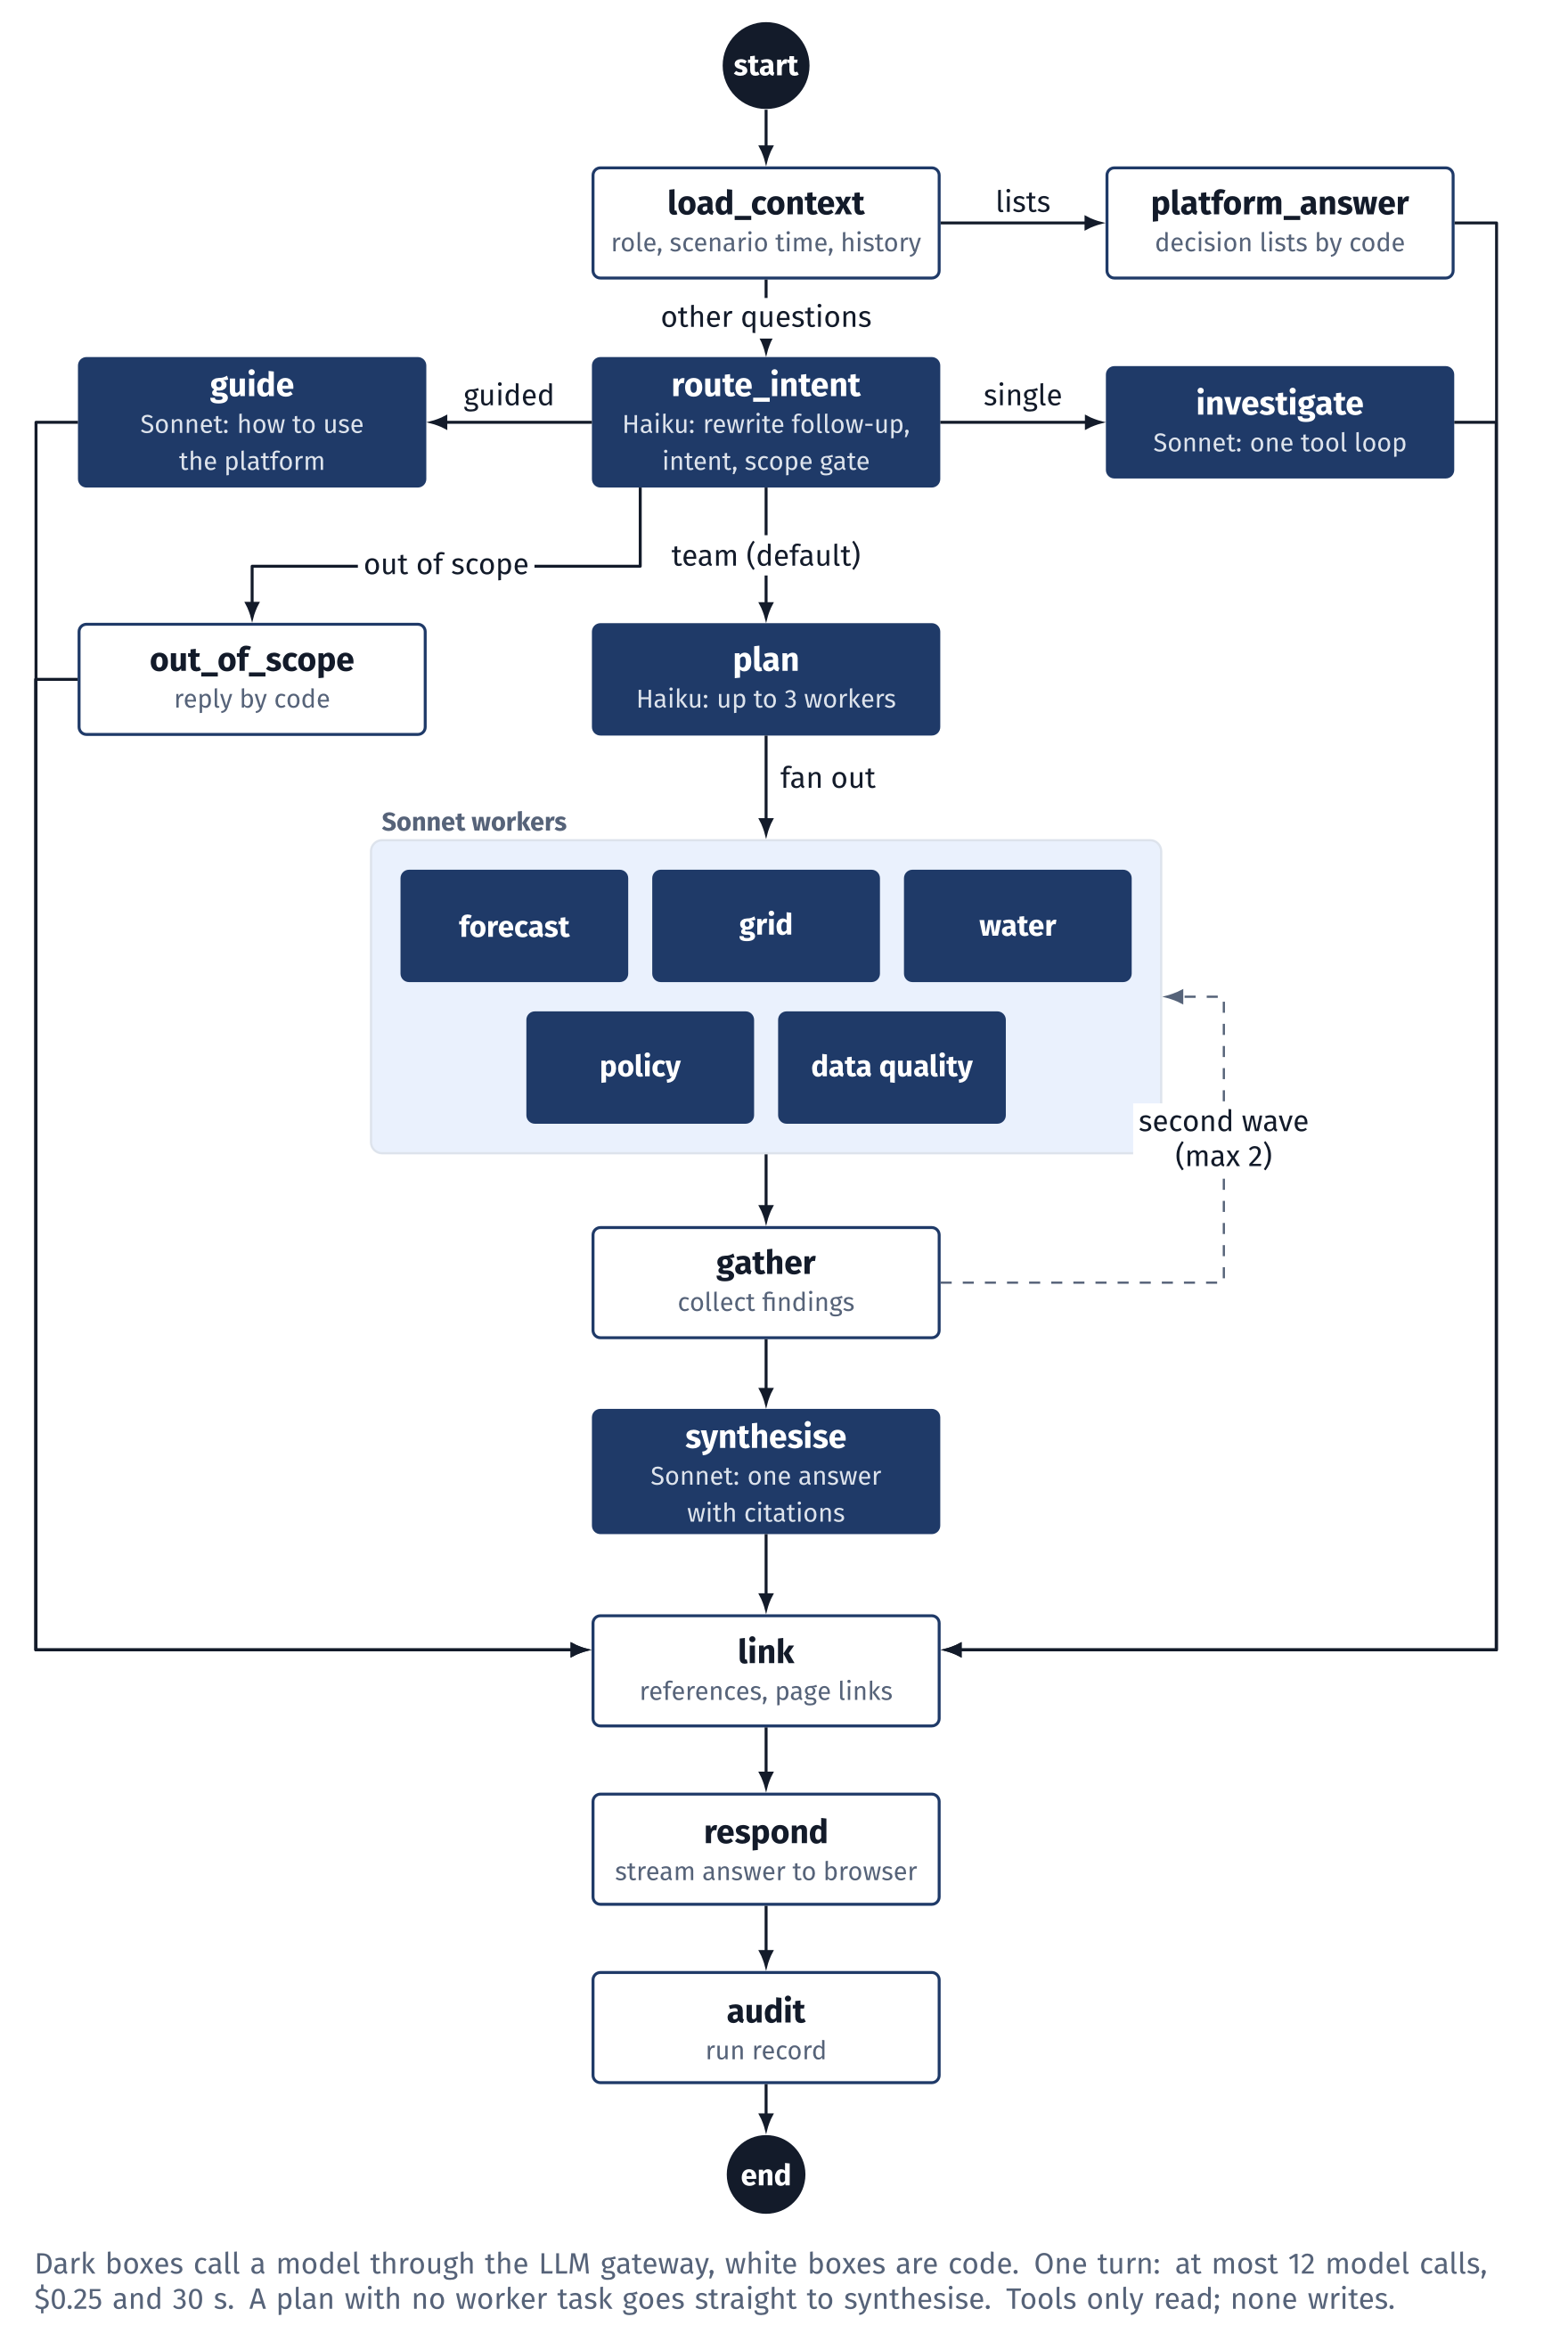 start
load_context
role, scenario time, history
lists
platform_answer
decision lists by code
other questions
guide
Sonnet: how to use
the platform
guided
route_intent
Haiku: rewrite follow-up,
intent, scope gate
single
investigate
Sonnet: one tool loop
out of scope
team (default)
out_of_scope
reply by code
plan
Haiku: up to 3 workers
fan out
Sonnet workers
forecast
grid
water
policy
data quality
second wave
(max 2)
gather
collect findings
synthesise
Sonnet: one answer
with citations
link
references, page links
respond
stream answer to browser
audit
run record
end
Dark boxes call a model through the LLM gateway, white boxes are code. One turn: at most 12 model calls,
$0.25 and 30 s. A plan with no worker task goes straight to synthesise. Tools only read; none writes.